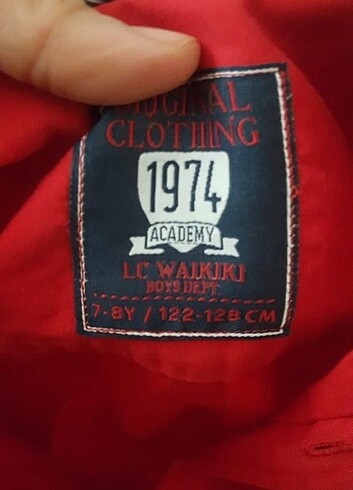 ORIGINAL
CLOTHING
1974
ACADEMY
LC WAIKIKI
BOYS DEPT.
7-8Y / 122-128 CM